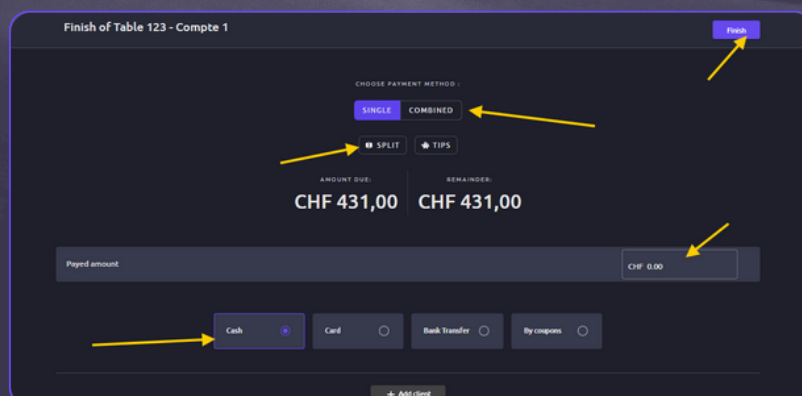 Finish of Table 123 - Compte 1
Finish
CHOOSE PAYMENT METHOD :
SINGLE COMBINED
SPLIT TIPS
AMOUNT DUE: REMAINDER:
CHF 431,00 CHF 431,00
Payed amount CHF 0.00
Cash Card Bank Transfer By coupons
+ Add client